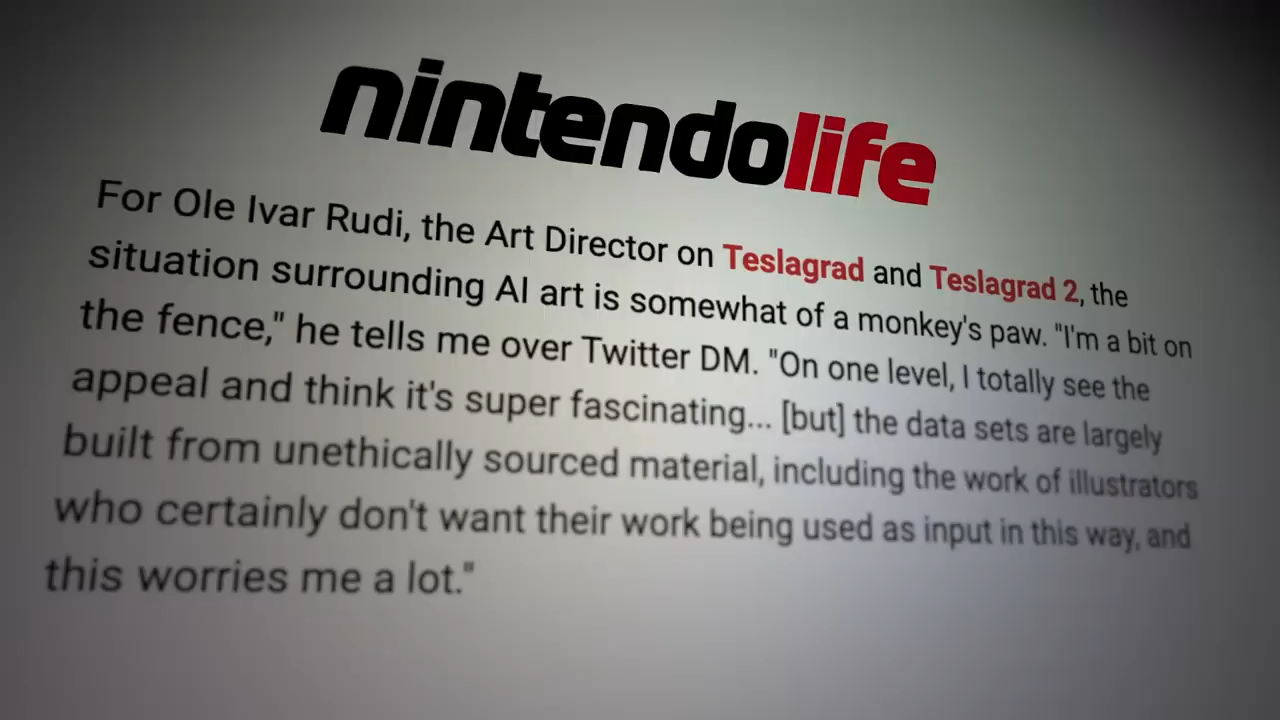 nintendolife
For Ole Ivar Rudi, the Art Director on Teslagrad and Teslagrad 2, the
situation surrounding AI art is somewhat of a monkey's paw. "I'm a bit on
the fence," he tells me over Twitter DM. "On one level, I totally see the
appeal and think it's super fascinating... [but] the data sets are largely
built from unethically sourced material, including the work of illustrators
who certainly don't want their work being used as input in this way, and
this worries me a lot."